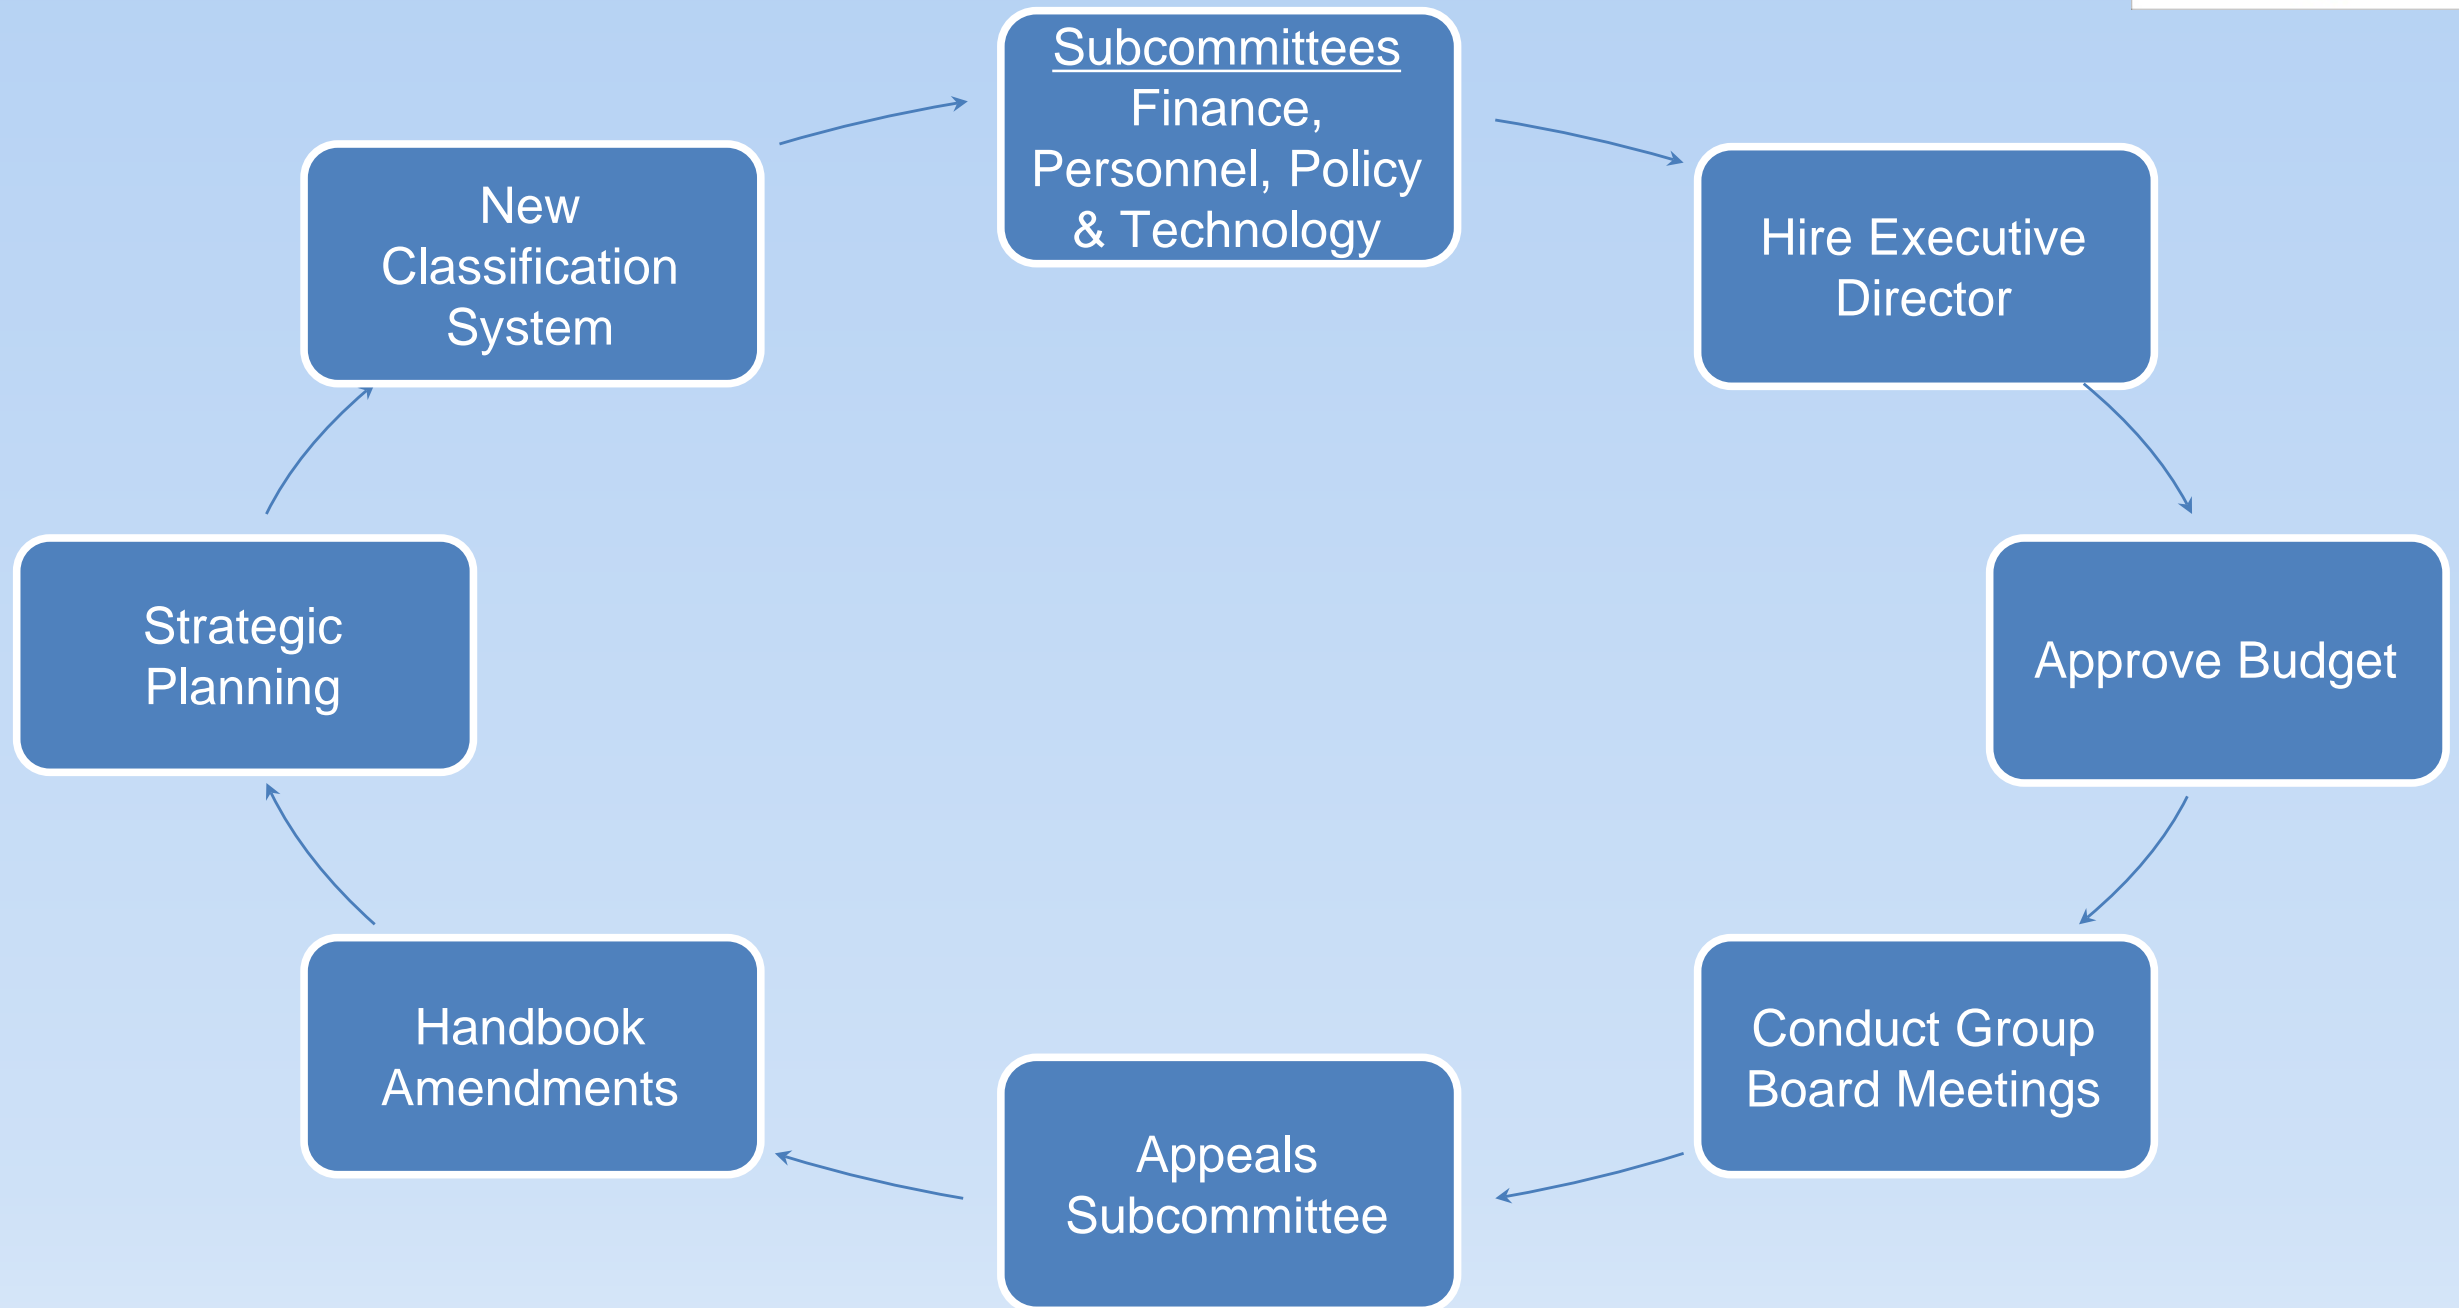 Subcommittees
Finance,
Personnel, Policy
& Technology
Hire Executive
Director
Approve Budget
Conduct Group
Board Meetings
Appeals
Subcommittee
Handbook
Amendments
Strategic
Planning
New
Classification
System